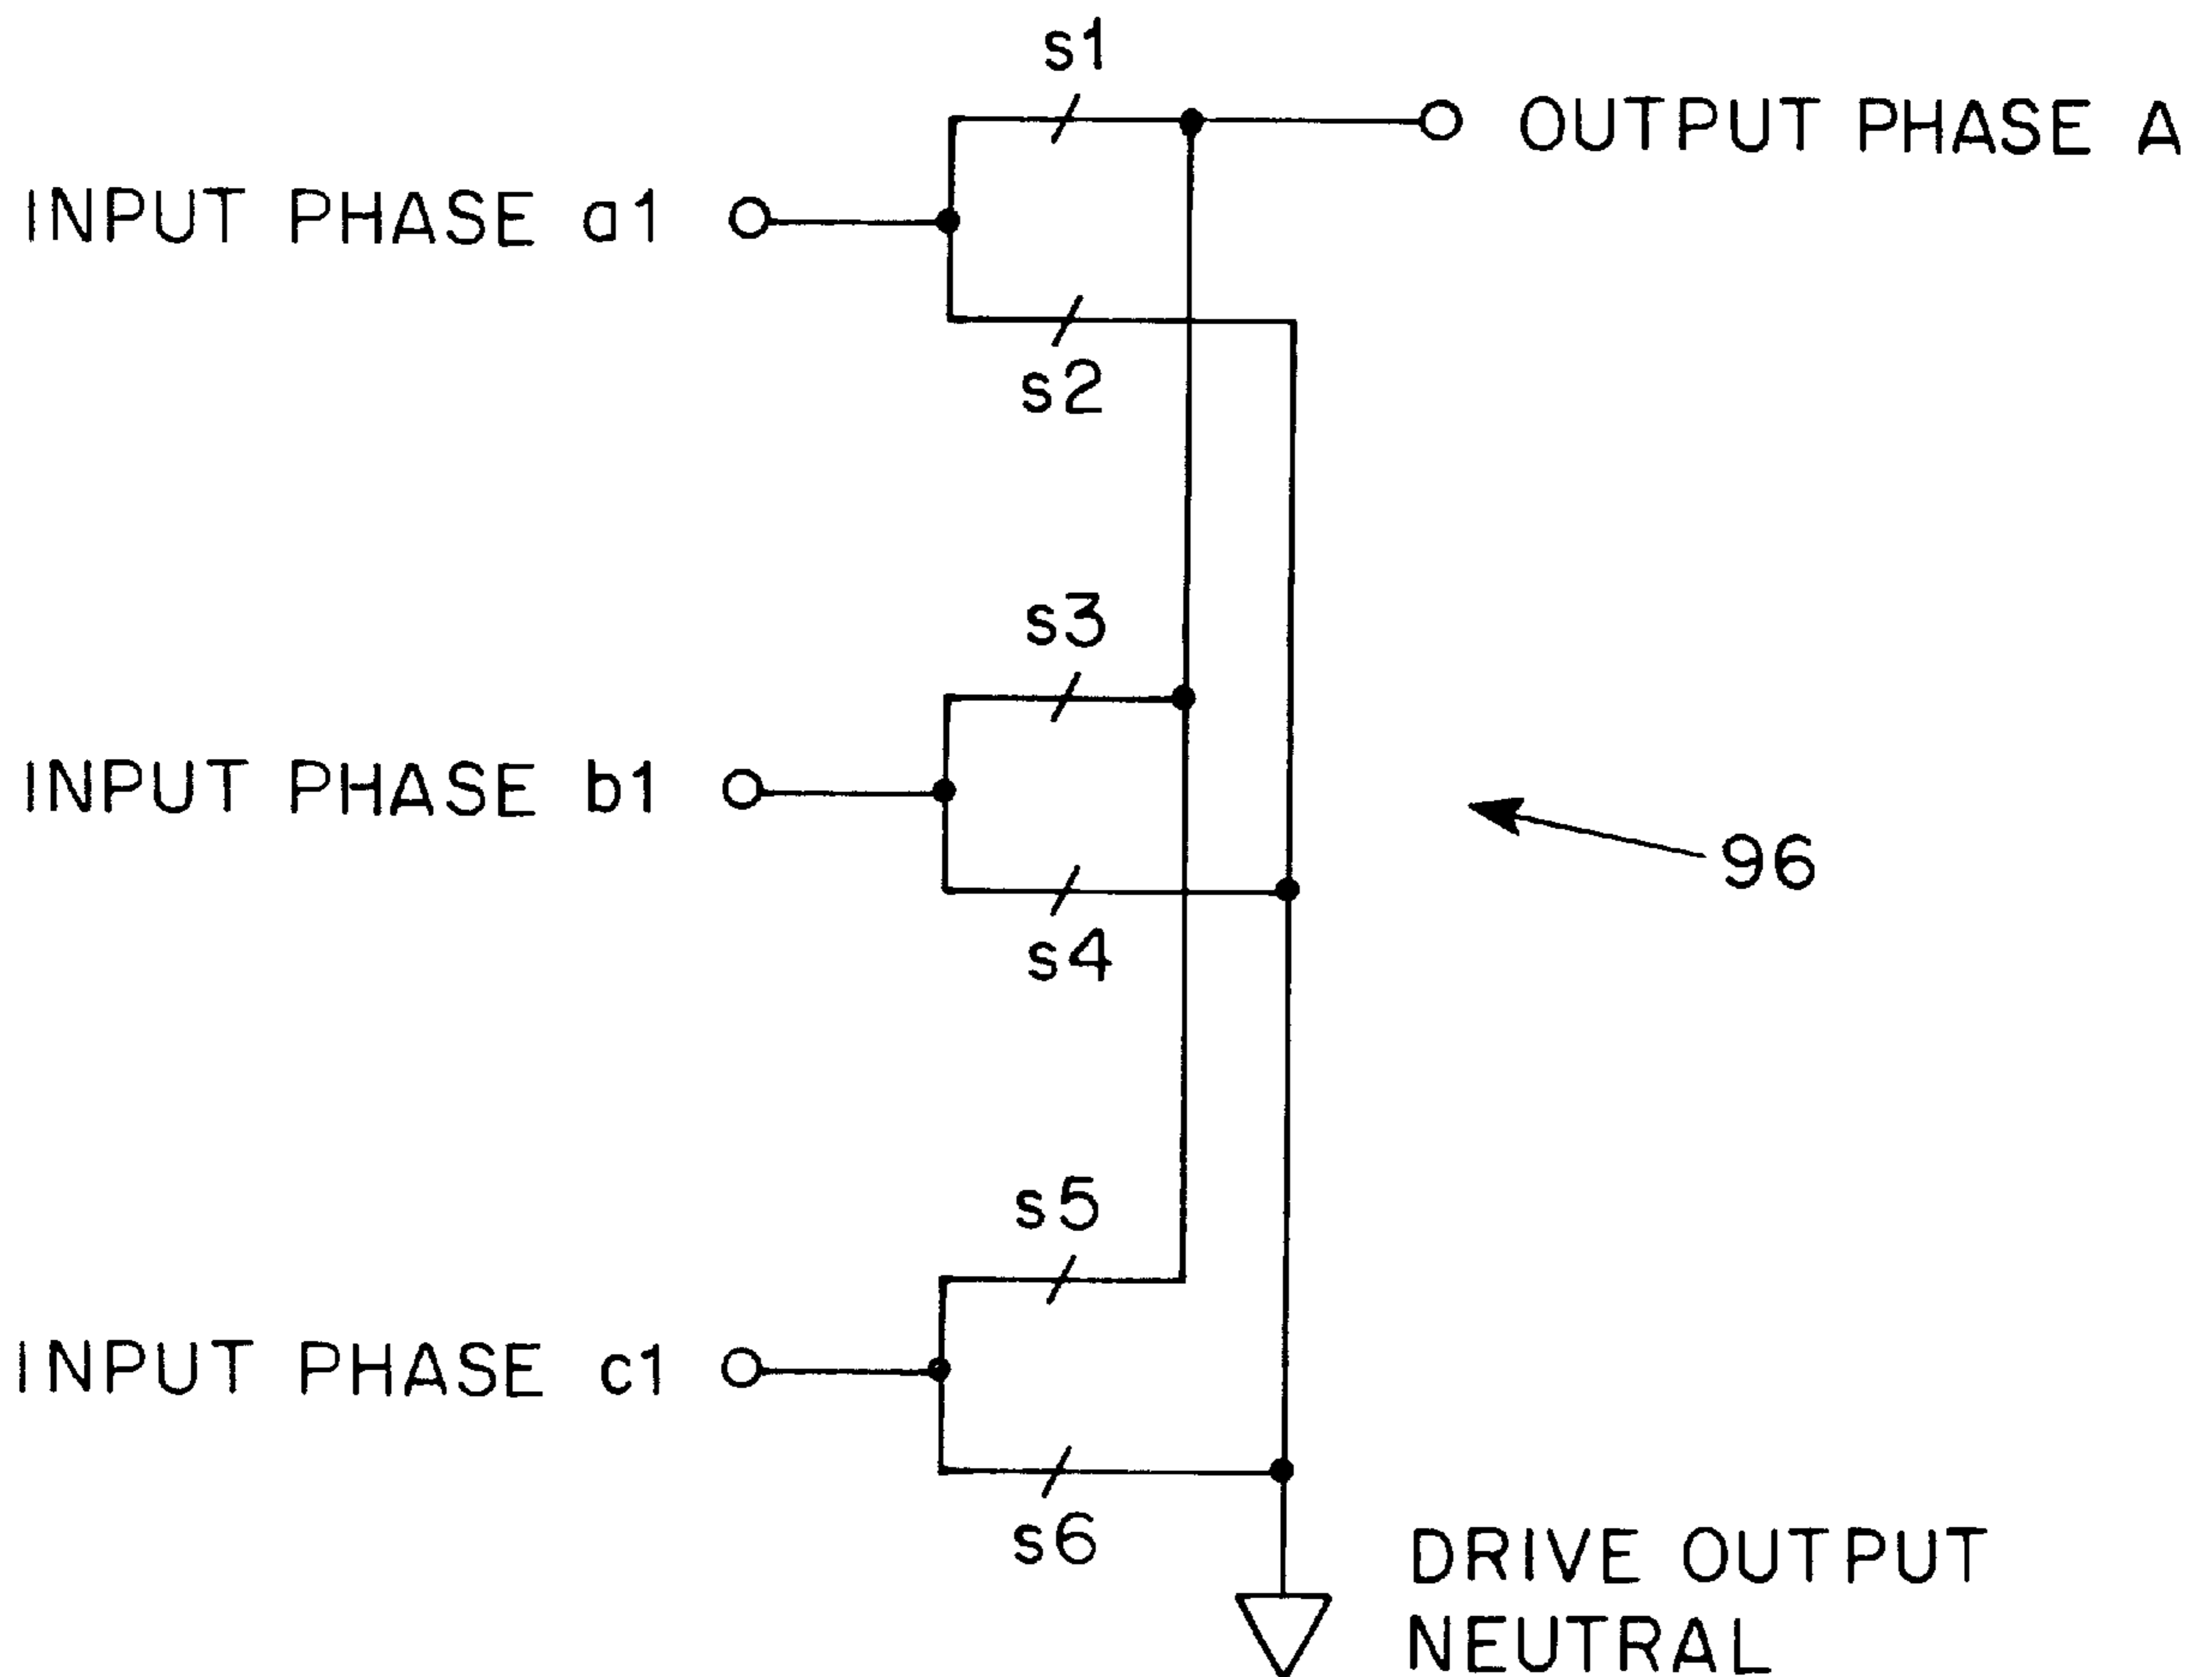 s1
OUTPUT PHASE A
INPUT PHASE a1
s2
s3
INPUT PHASE b1
96
s4
s5
INPUT PHASE c1
s6
DRIVE OUTPUT
NEUTRAL